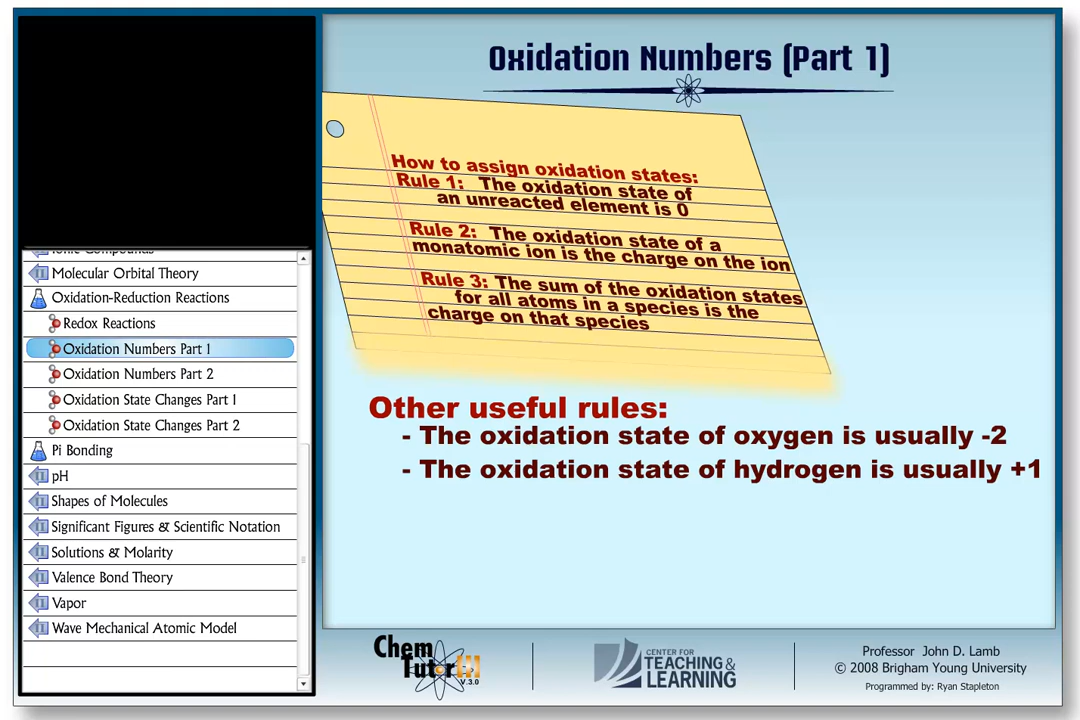 Oxidation Numbers (Part 1)
How to assign oxidation states:
Rule 1: The oxidation state of
an unreacted element is 0
Rule 2: The oxidation state of a
monatomic ion is the charge on the ion
Rule 3: The sum of the oxidation states
for all atoms in a species is the
charge on that species
Other useful rules:
- The oxidation state of oxygen is usually -2
- The oxidation state of hydrogen is usually +1
Molecular Orbital Theory
Oxidation-Reduction Reactions
Redox Reactions
Oxidation Numbers Part 1
Oxidation Numbers Part 2
Oxidation State Changes Part 1
Oxidation State Changes Part 2
Pi Bonding
pH
Shapes of Molecules
Significant Figures & Scientific Notation
Solutions & Molarity
Valence Bond Theory
Vapor
Wave Mechanical Atomic Model
Chem
Tutor III
V.3.0
CENTER FOR
TEACHING &
LEARNING
Professor John D. Lamb
© 2008 Brigham Young University
Programmed by: Ryan Stapleton